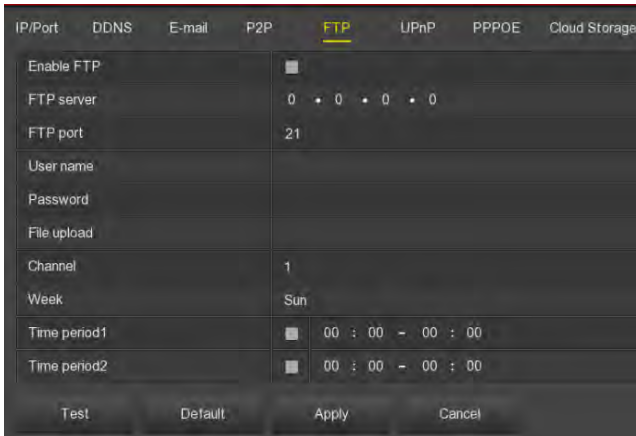 IP/Port DDNS E-mail P2P FTP UPnP PPPOE Cloud Storage
Enable FTP
FTP server 0 • 0 • 0 • 0
FTP port 21
User name
Password
File upload
Channel 1
Week Sun
Time period1 00 : 00 - 00 : 00
Time period2 00 : 00 - 00 : 00
Test Default Apply Cancel